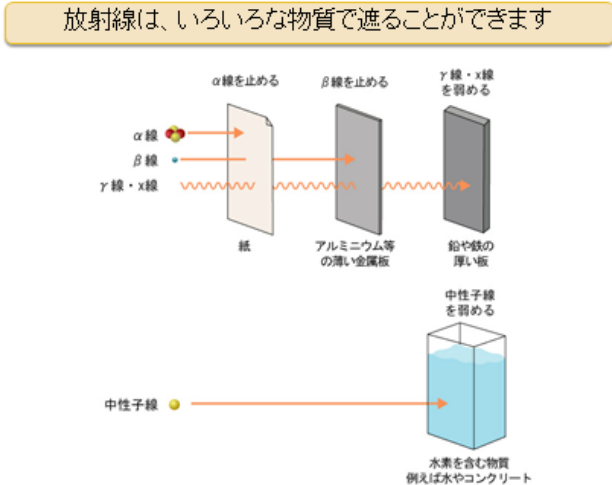 放射線は、いろいろな物質で遮ることができます
α線を止める
β線を止める
γ線・x線
を弱める
α線
β線
γ線・x線
紙
アルミニウム等
の薄い金属板
鉛や鉄の
厚い板
中性子線
を弱める
中性子線
水素を含む物質
例えば水やコンクリート